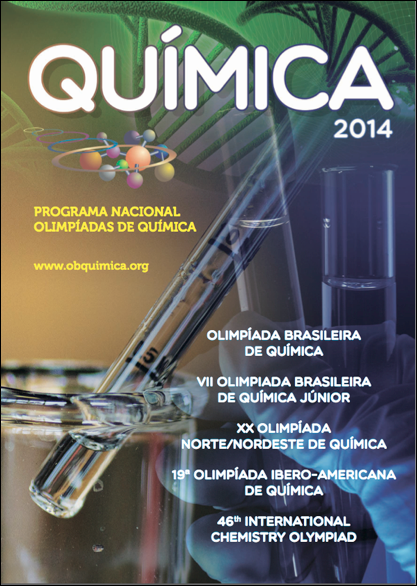 QUÍMICA
2014
PROGRAMA NACIONAL
OLIMPÍADAS DE QUÍMICA
www.obquimica.org
OLIMPÍADA BRASILEIRA
DE QUÍMICA
VII OLIMPIADA BRASILEIRA
DE QUÍMICA JÚNIOR
XX OLIMPÍADA
NORTE/NORDESTE DE QUÍMICA
19ª OLIMPÍADA IBERO-AMERICANA
DE QUÍMICA
46th INTERNATIONAL
CHEMISTRY OLYMPIAD